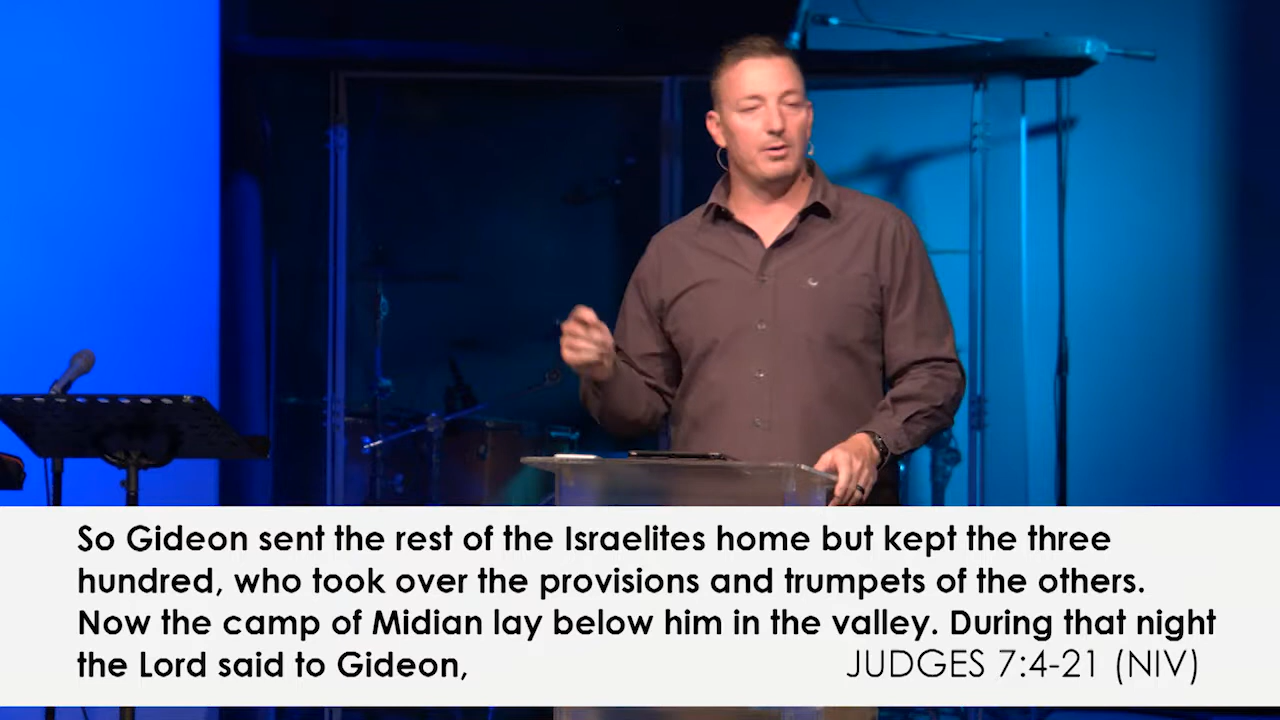 So Gideon sent the rest of the Israelites home but kept the three
hundred, who took over the provisions and trumpets of the others.
Now the camp of Midian lay below him in the valley. During that night
the Lord said to Gideon,
JUDGES 7:4-21 (NIV)